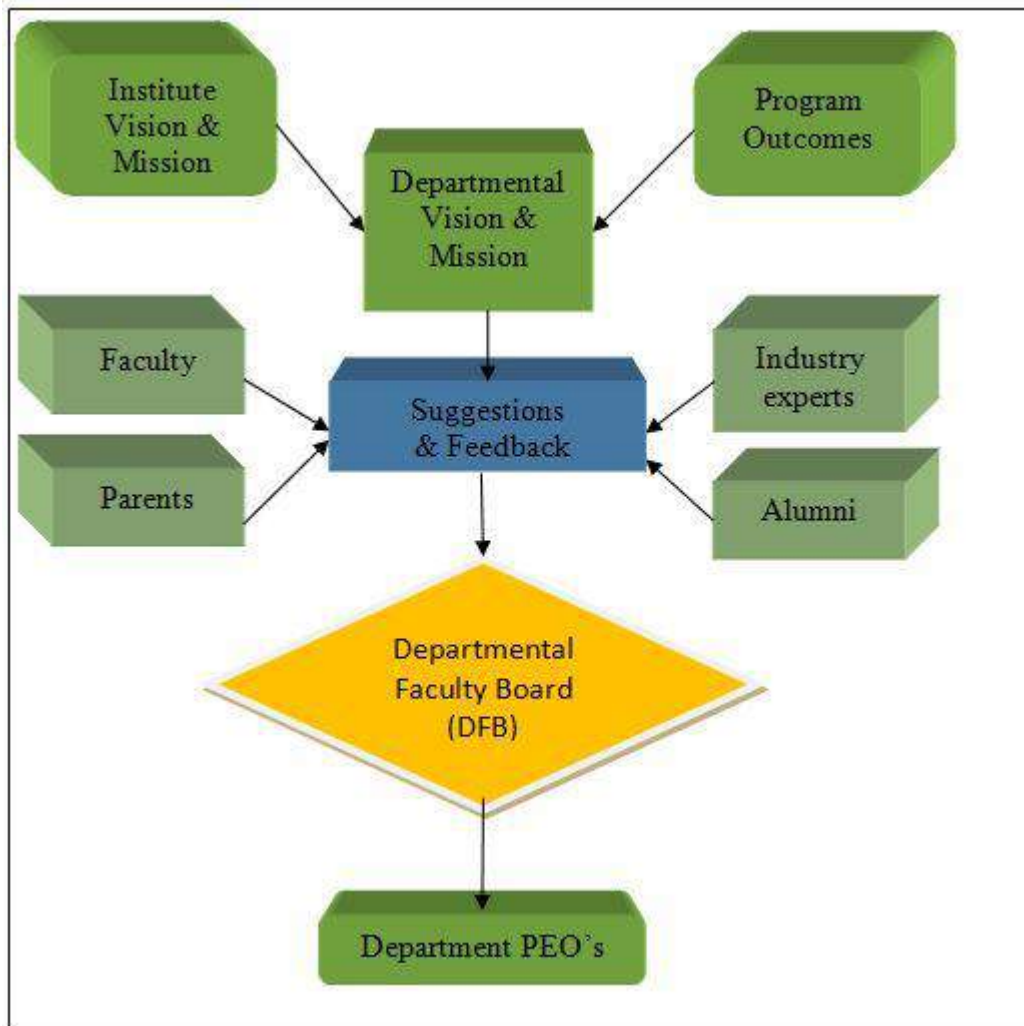 Institute
Vision &
Mission
Program
Outcomes
Departmental
Vision &
Mission
Faculty
Industry
experts
Suggestions
& Feedback
Parents
Alumni
Departmental
Faculty Board
(DFB)
Department PEO's